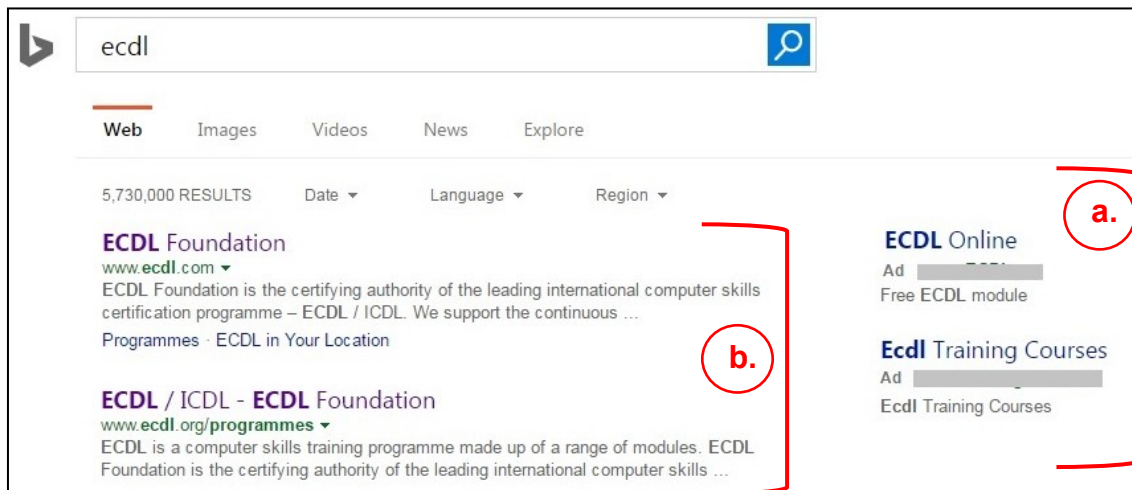 ecdl
Web Images Videos News Explore
5,730,000 RESULTS Date Language Region
ECDL Foundation
www.ecdl.com
ECDL Foundation is the certifying authority of the leading international computer skills
certification programme – ECDL / ICDL. We support the continuous ...
Programmes · ECDL in Your Location
ECDL / ICDL - ECDL Foundation
www.ecdl.org/programmes
ECDL is a computer skills training programme made up of a range of modules. ECDL
Foundation is the certifying authority of the leading international computer skills ...
b.
a.
ECDL Online
Ad
Free ECDL module
Ecdl Training Courses
Ad
Ecdl Training Courses